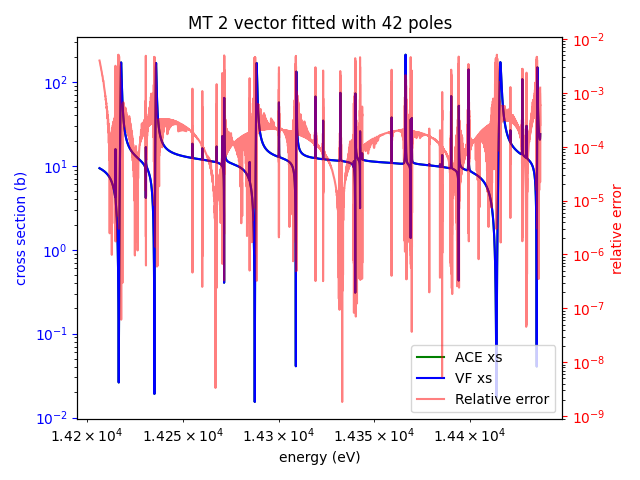 MT 2 vector fitted with 42 poles
10²
10¹
10⁰
10⁻¹
10⁻²
cross section (b)
10⁻²
10⁻³
10⁻⁴
10⁻⁵
10⁻⁶
10⁻⁷
10⁻⁸
10⁻⁹
relative error
ACE xs
VF xs
Relative error
1.42 × 10⁴
1.425 × 10⁴
1.43 × 10⁴
1.435 × 10⁴
1.44 × 10⁴
energy (eV)